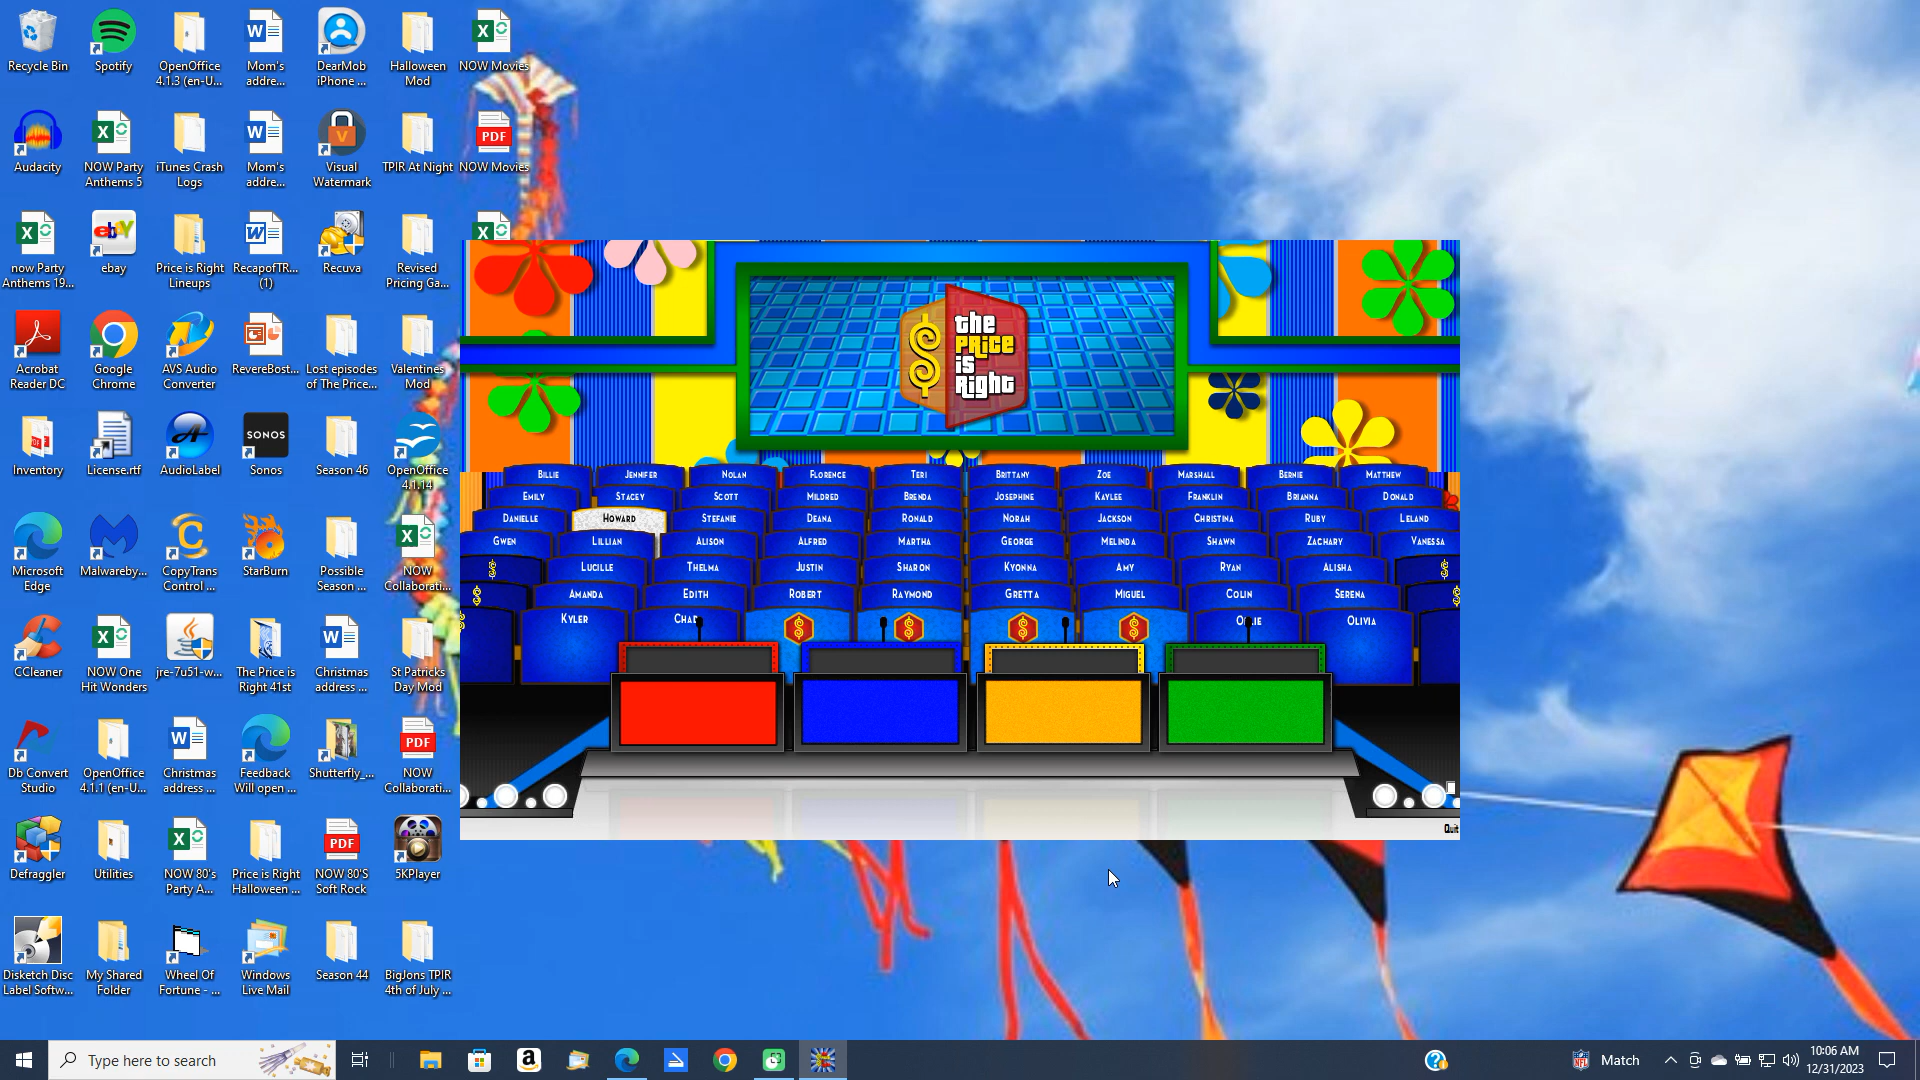 Recycle Bin
Spotify
OpenOffice
4.1.3 (en-U...
Mom's
addre...
DearMob
iPhone ...
Halloween
Mod
NOW Movies
Audacity
NOW Party
Anthems 5
iTunes Crash
Logs
Mom's
addre...
Visual
Watermark
TPIR At Night
PDF
NOW Movies
now Party
Anthems 19...
ebay
Price is Right
Lineups
RecapofTR...
(1)
Recuva
Revised
Pricing Ga...
Acrobat
Reader DC
Google
Chrome
AVS Audio
Converter
RevereBost...
Lost episodes
of The Price...
Valentines
Mod
Inventory
License.rtf
AudioLabel
SONOS
Sonos
Season 46
OpenOffice
4.1.14
Microsoft
Edge
Malwareby...
CopyTrans
Control ...
StarBurn
Possible
Season ...
NOW
Collaborati...
CCleaner
NOW One
Hit Wonders
jre-7u51-w...
The Price is
Right 41st
Christmas
address ...
St Patricks
Day Mod
Db Convert
Studio
OpenOffice
4.1.1 (en-U...
Christmas
address ...
Feedback
Will open ...
Shutterfly_...
PDF
NOW
Collaborati...
Defraggler
Utilities
NOW 80's
Party A...
Price is Right
Halloween ...
PDF
NOW 80'S
Soft Rock
5KPlayer
Disketch Disc
Label Softw...
My Shared
Folder
Wheel Of
Fortune - ...
Windows
Live Mail
Season 44
BigJons TPIR
4th of July ...
the
PRICE
is
Right
BILLIE JENNIFER NOLAN FLORENCE TERI BRITTANY ZOE MARSHALL BERNIE MATTHEW
EMILY STACEY SCOTT MILDRED BRENDA JOSEPHINE KAYLEE FRANKLIN BRIANNA DONALD
DANIELLE HOWARD STEFANIE DEANA RONALD NORAH JACKSON CHRISTINA RUBY LELAND
GWEN LILLIAN ALISON ALFRED MARTHA GEORGE MELINDA SHAWN ZACHARY VANESSA
LUCILLE THELMA JUSTIN SHARON KYONNA AMY RYAN ALISHA
AMANDA EDITH ROBERT RAYMOND GRETTA MIGUEL COLIN SERENA
KYLER CHAD OLLIE OLIVIA
Quit
Type here to search
Match
10:06 AM
12/31/2023